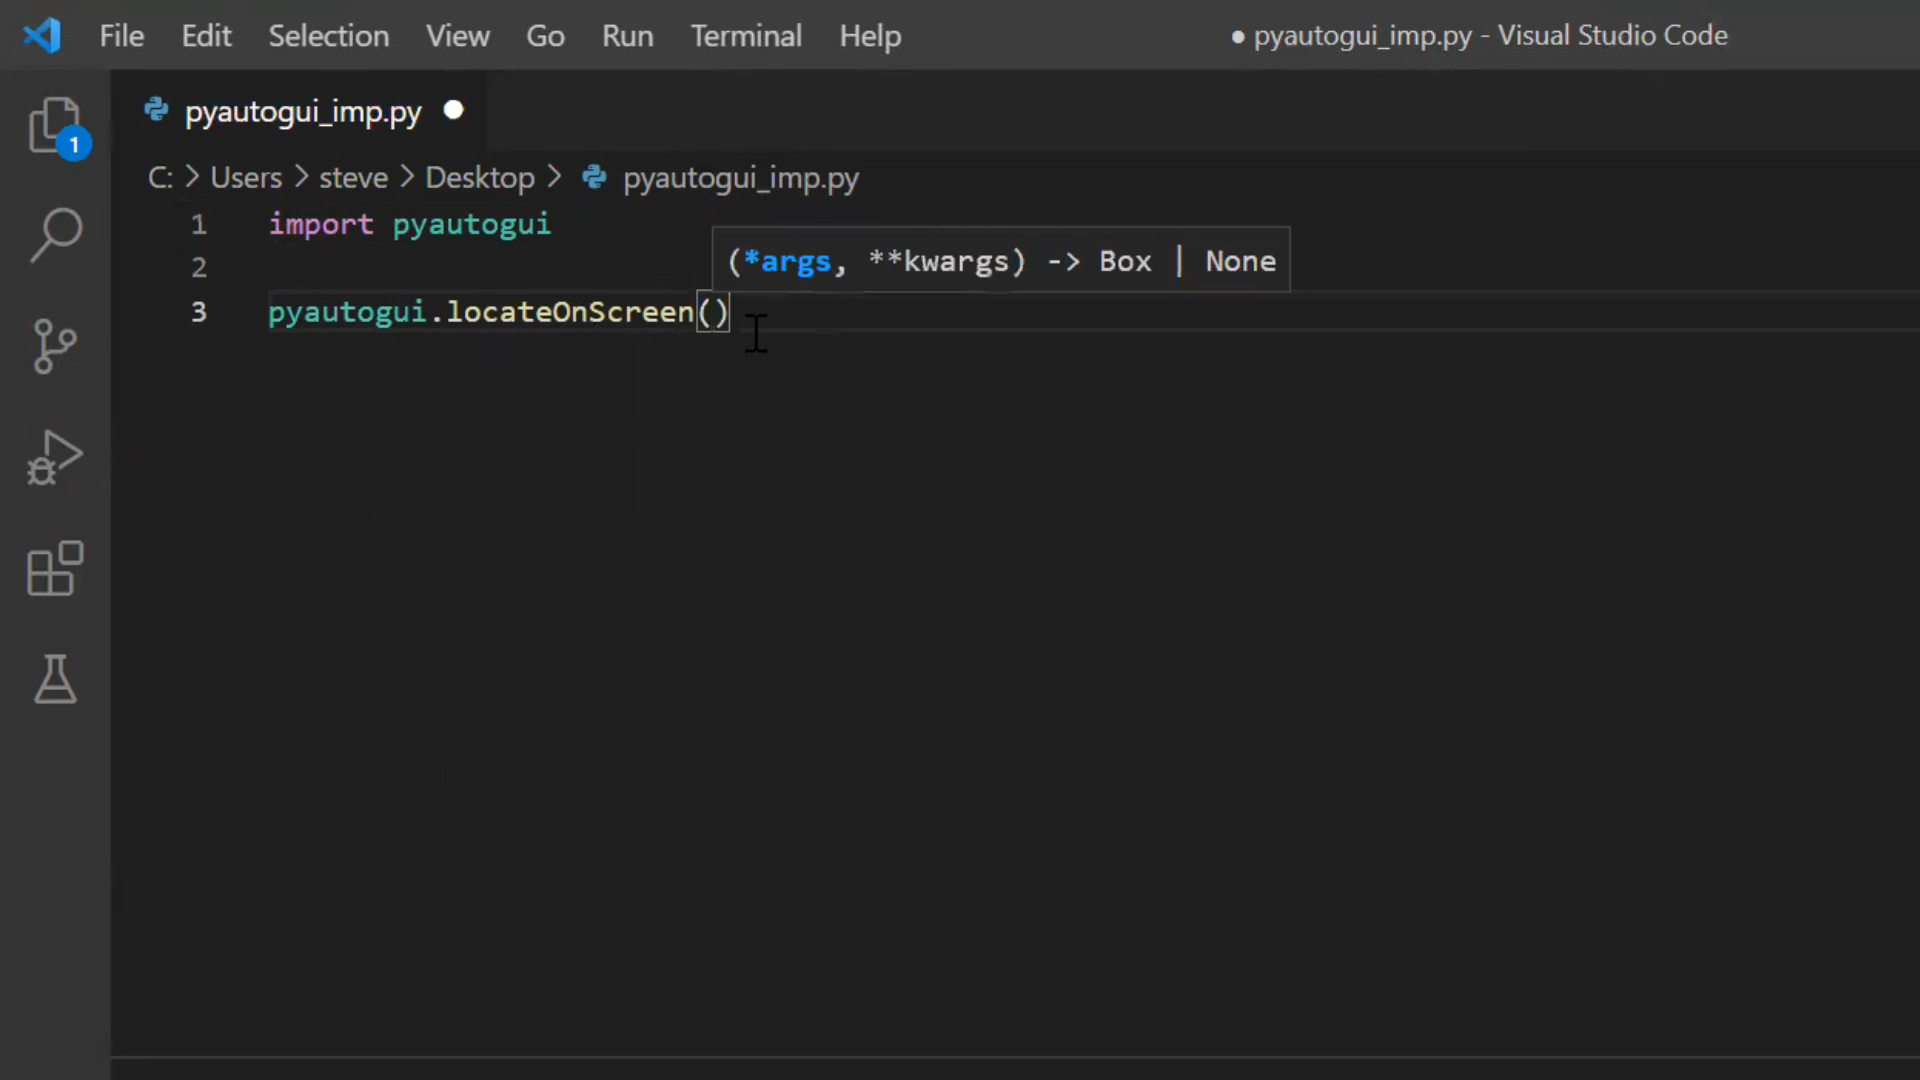 File Edit Selection View Go Run Terminal Help ● pyautogui_imp.py - Visual Studio Code
pyautogui_imp.py ●
1
C: > Users > steve > Desktop > pyautogui_imp.py
1 import pyautogui
2
(*args, **kwargs) -> Box | None
3 pyautogui.locateOnScreen()